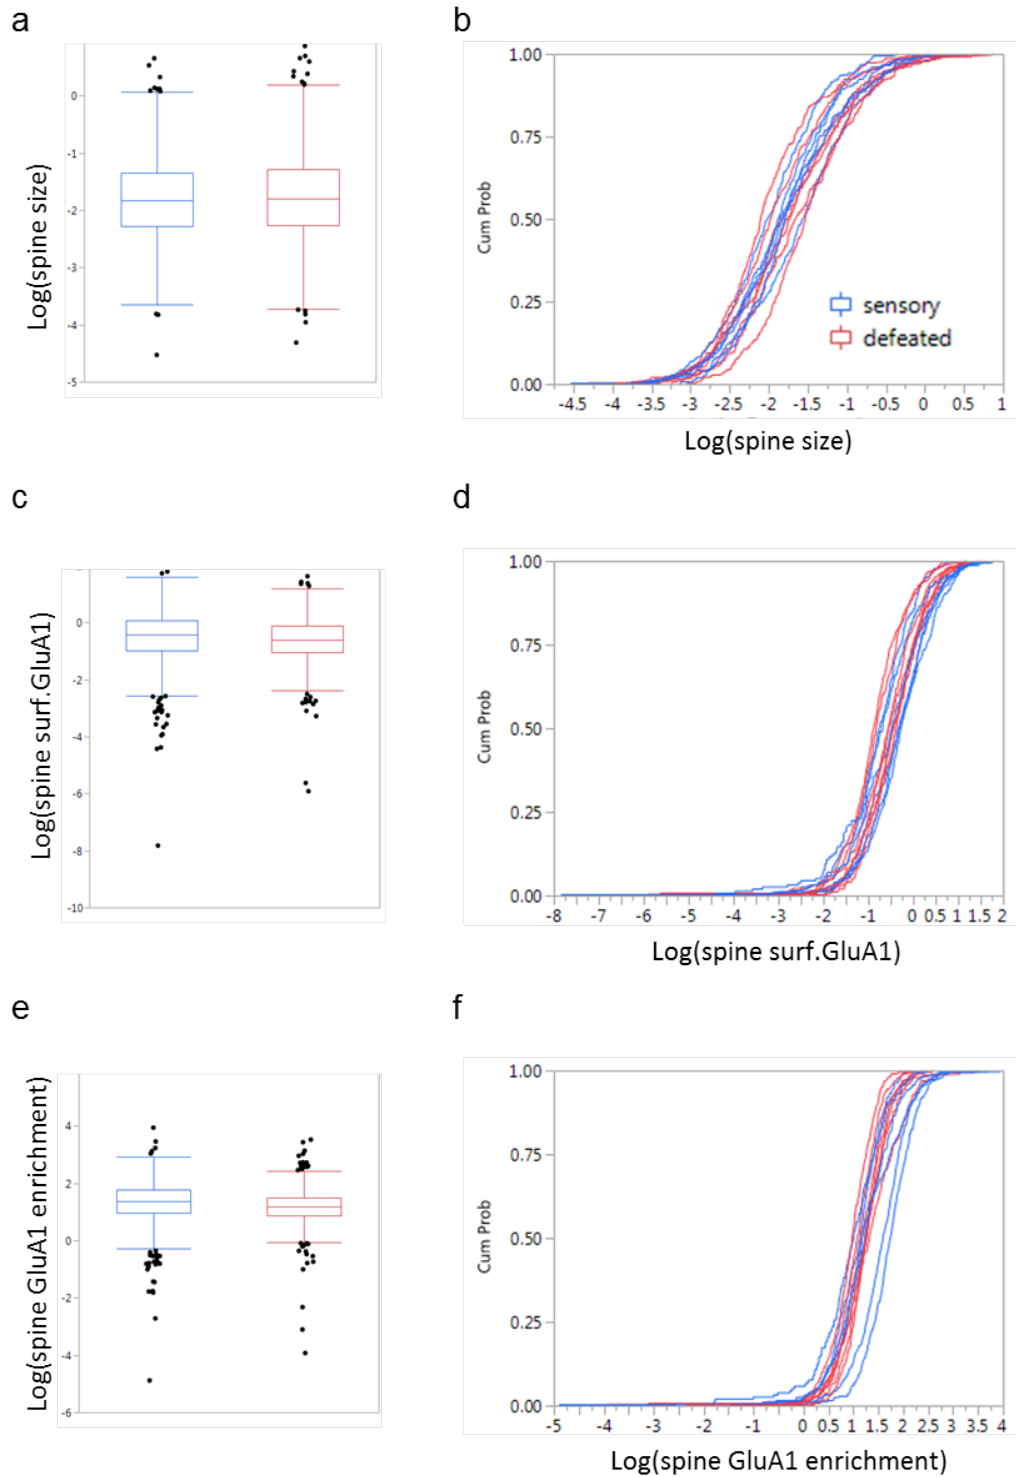 a
b
0
-1
-2
-3
-4
-5
Log(spine size)
1.00
0.75
0.50
0.25
0.00
Cum Prob
sensory
defeated
-4.5 -4 -3.5 -3 -2.5 -2 -1.5 -1 -0.5 0 0.5 1
Log(spine size)
c
d
0
-2
-4
-6
-8
-10
Log(spine surf.GluA1)
1.00
0.75
0.50
0.25
0.00
Cum Prob
-8 -7 -6 -5 -4 -3 -2 -1 0 0.5 1 1.5 2
Log(spine surf.GluA1)
e
f
4
2
0
-2
-4
-6
Log(spine GluA1 enrichment)
1.00
0.75
0.50
0.25
0.00
Cum Prob
-5 -4 -3 -2 -1 0 0.5 1 1.5 2 2.5 3 4
Log(spine GluA1 enrichment)